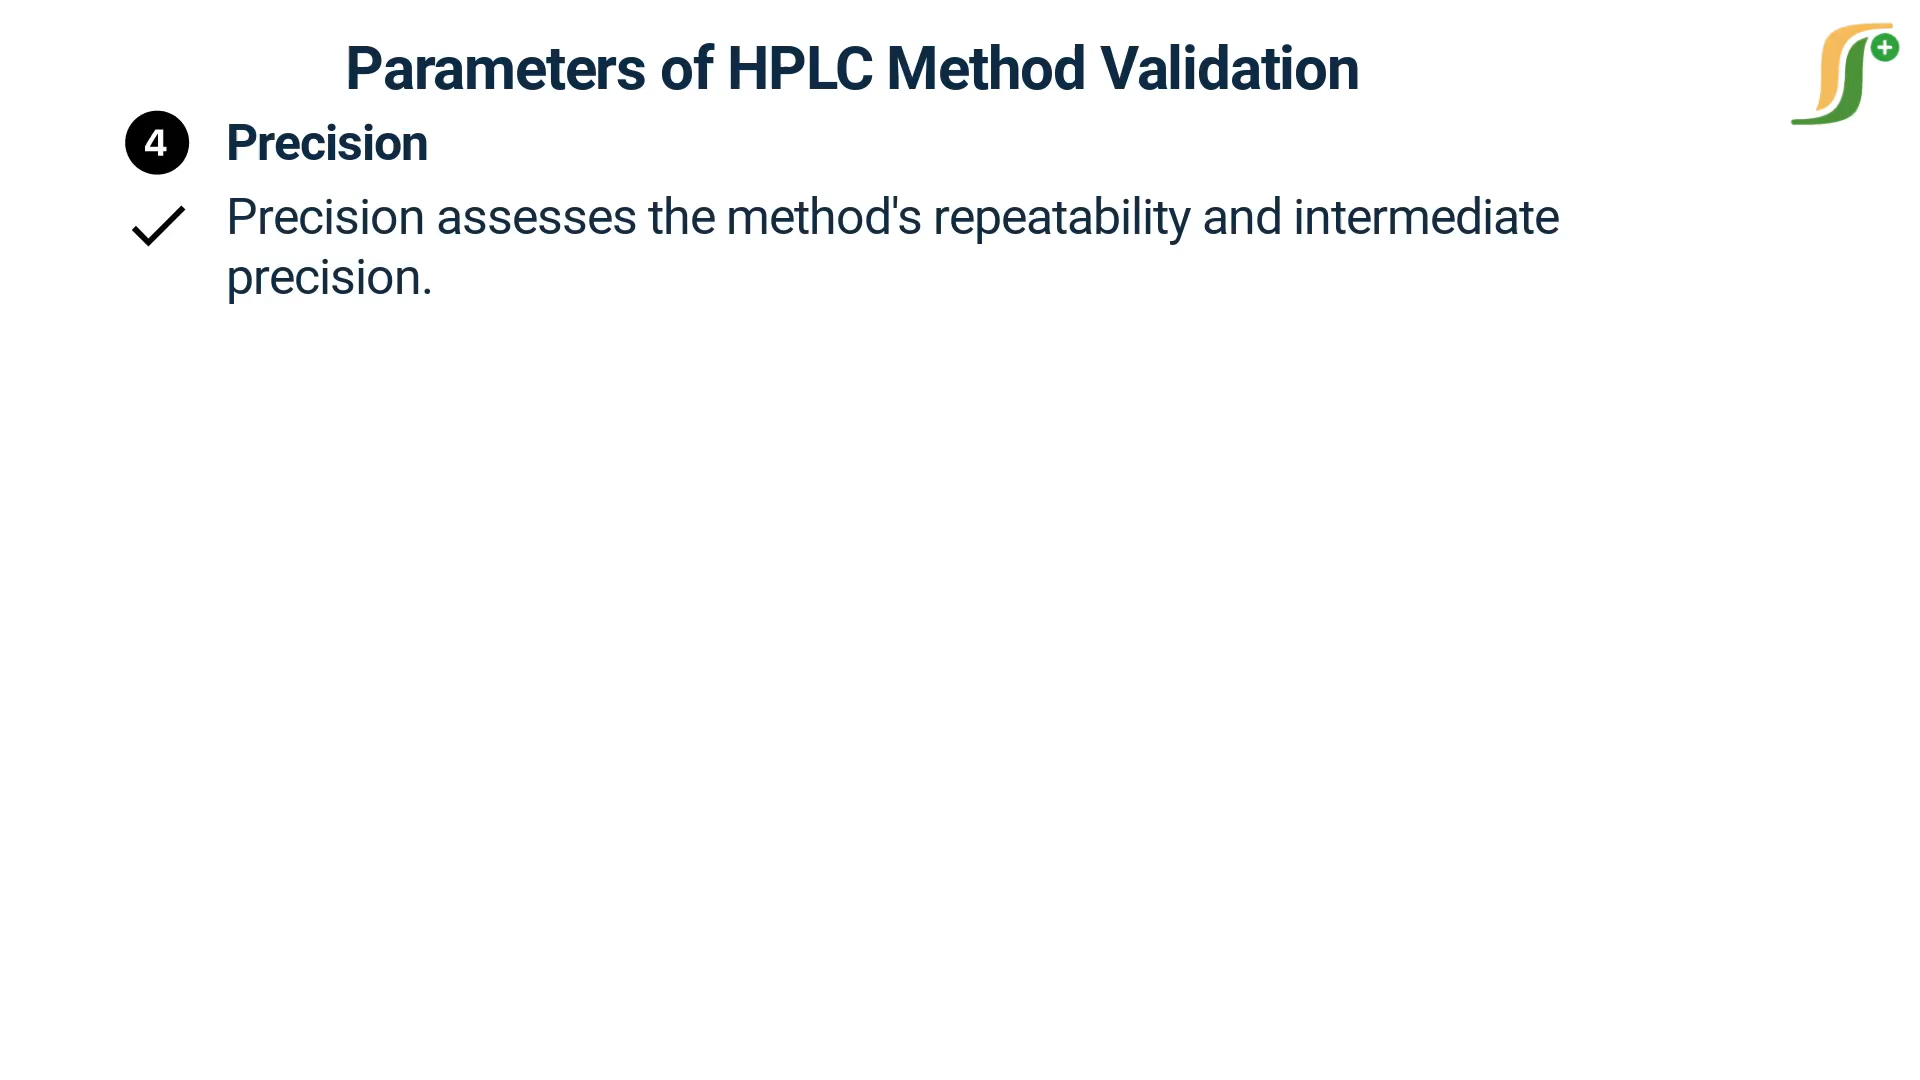 Parameters of HPLC Method Validation
4 Precision
Precision assesses the method's repeatability and intermediate
precision.